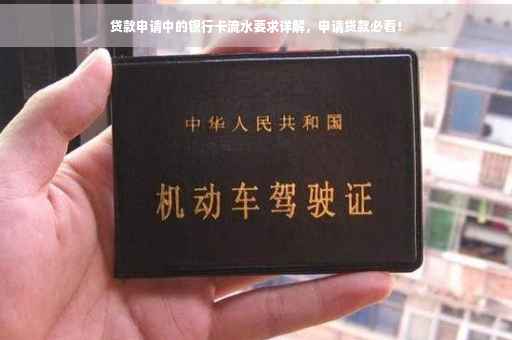 贷款申请中的银行卡流水要求详解，申请贷款必看！
中华人民共和国
机动车驾驶证